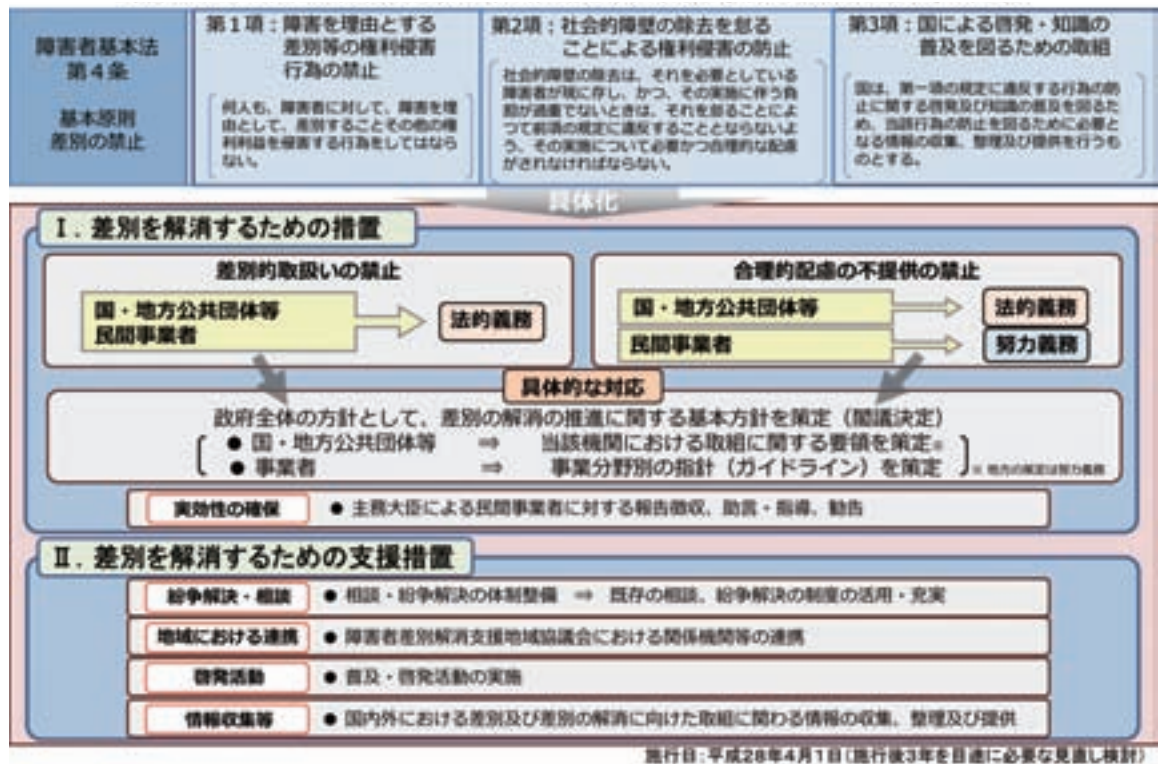 障害者基本法
第4条
基本原則
差別の禁止
第1項:障害を理由とする
差別等の権利侵害
行為の禁止
何人も、障害者に対して、障害を理
由として、差別することその他の権
利利益を侵害する行為をしてはなら
ない。
第2項:社会的障壁の除去を怠る
ことによる権利侵害の防止
社会的障壁の除去は、それを必要としている
障害者が現に存し、かつ、その実施に伴う負
担が過重でないときは、それを怠ることによ
つて前項の規定に違反することとならないよ
う、その実施について必要かつ合理的な配慮
がされなければならない。
第3項:国による啓発・知識の
普及を図るための取組
国は、第一項の規定に違反する行為の防
止に関する啓発及び知識の普及を図るた
め、当該行為の防止を図るために必要と
なる情報の収集、整理及び提供を行うも
のとする。
具体化
Ⅰ.差別を解消するための措置
差別的取扱いの禁止
国・地方公共団体等
民間事業者
法的義務
合理的配慮の不提供の禁止
国・地方公共団体等
法的義務
民間事業者
努力義務
具体的な対応
政府全体の方針として、差別の解消の推進に関する基本方針を策定(閣議決定)
● 国・地方公共団体等 ⇒ 当該機関における取組に関する要領を策定※
● 事業者 ⇒ 事業分野別の指針(ガイドライン)を策定
※ 地方の策定は努力義務
実効性の確保 ● 主務大臣による民間事業者に対する報告徴収、助言・指導、勧告
Ⅱ.差別を解消するための支援措置
紛争解決・相談 ● 相談・紛争解決の体制整備 ⇒ 既存の相談、紛争解決の制度の活用・充実
地域における連携 ● 障害者差別解消支援地域協議会における関係機関等の連携
啓発活動 ● 普及・啓発活動の実施
情報収集等 ● 国内外における差別及び差別の解消に向けた取組に関わる情報の収集、整理及び提供
施行日:平成28年4月1日(施行後3年を目途に必要な見直し検討)